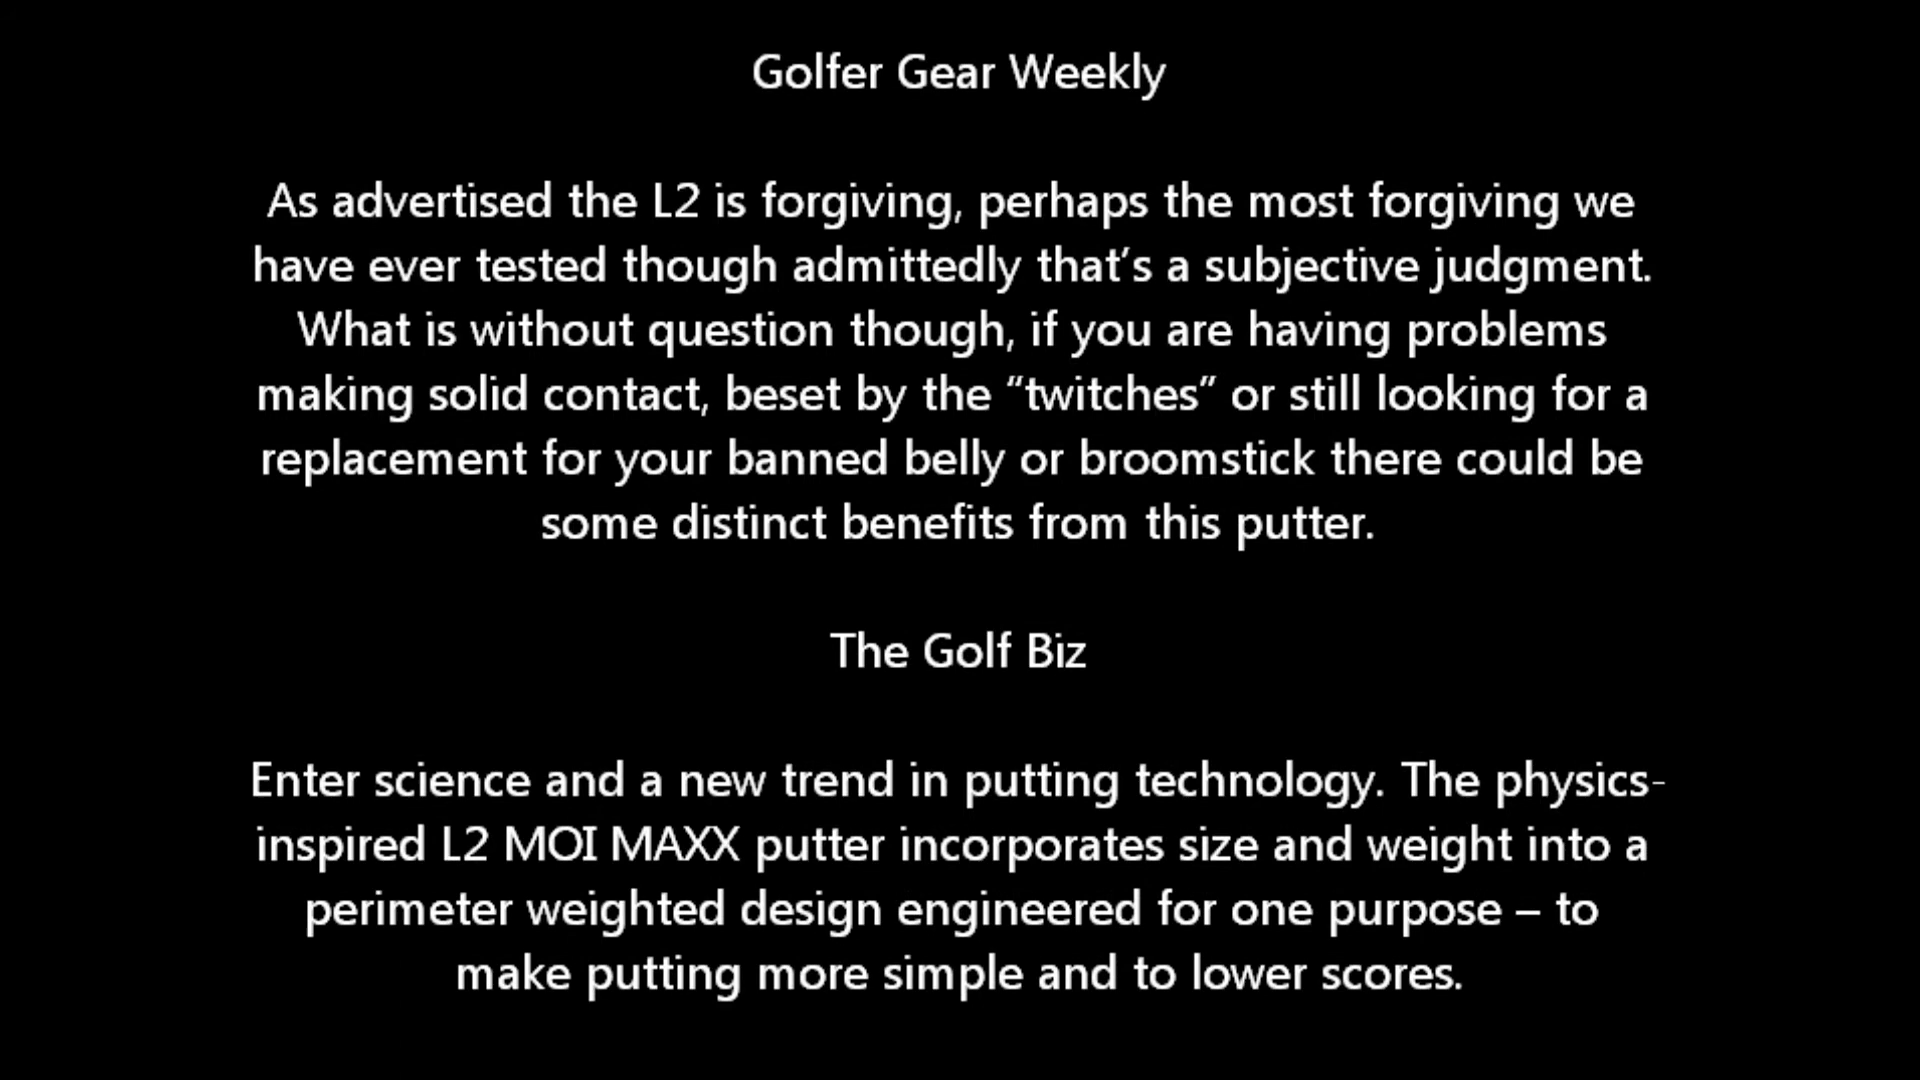 Golfer Gear Weekly
As advertised the L2 is forgiving, perhaps the most forgiving we
have ever tested though admittedly that’s a subjective judgment.
What is without question though, if you are having problems
making solid contact, beset by the “twitches” or still looking for a
replacement for your banned belly or broomstick there could be
some distinct benefits from this putter.
The Golf Biz
Enter science and a new trend in putting technology. The physics-
inspired L2 MOI MAXX putter incorporates size and weight into a
perimeter weighted design engineered for one purpose – to
make putting more simple and to lower scores.